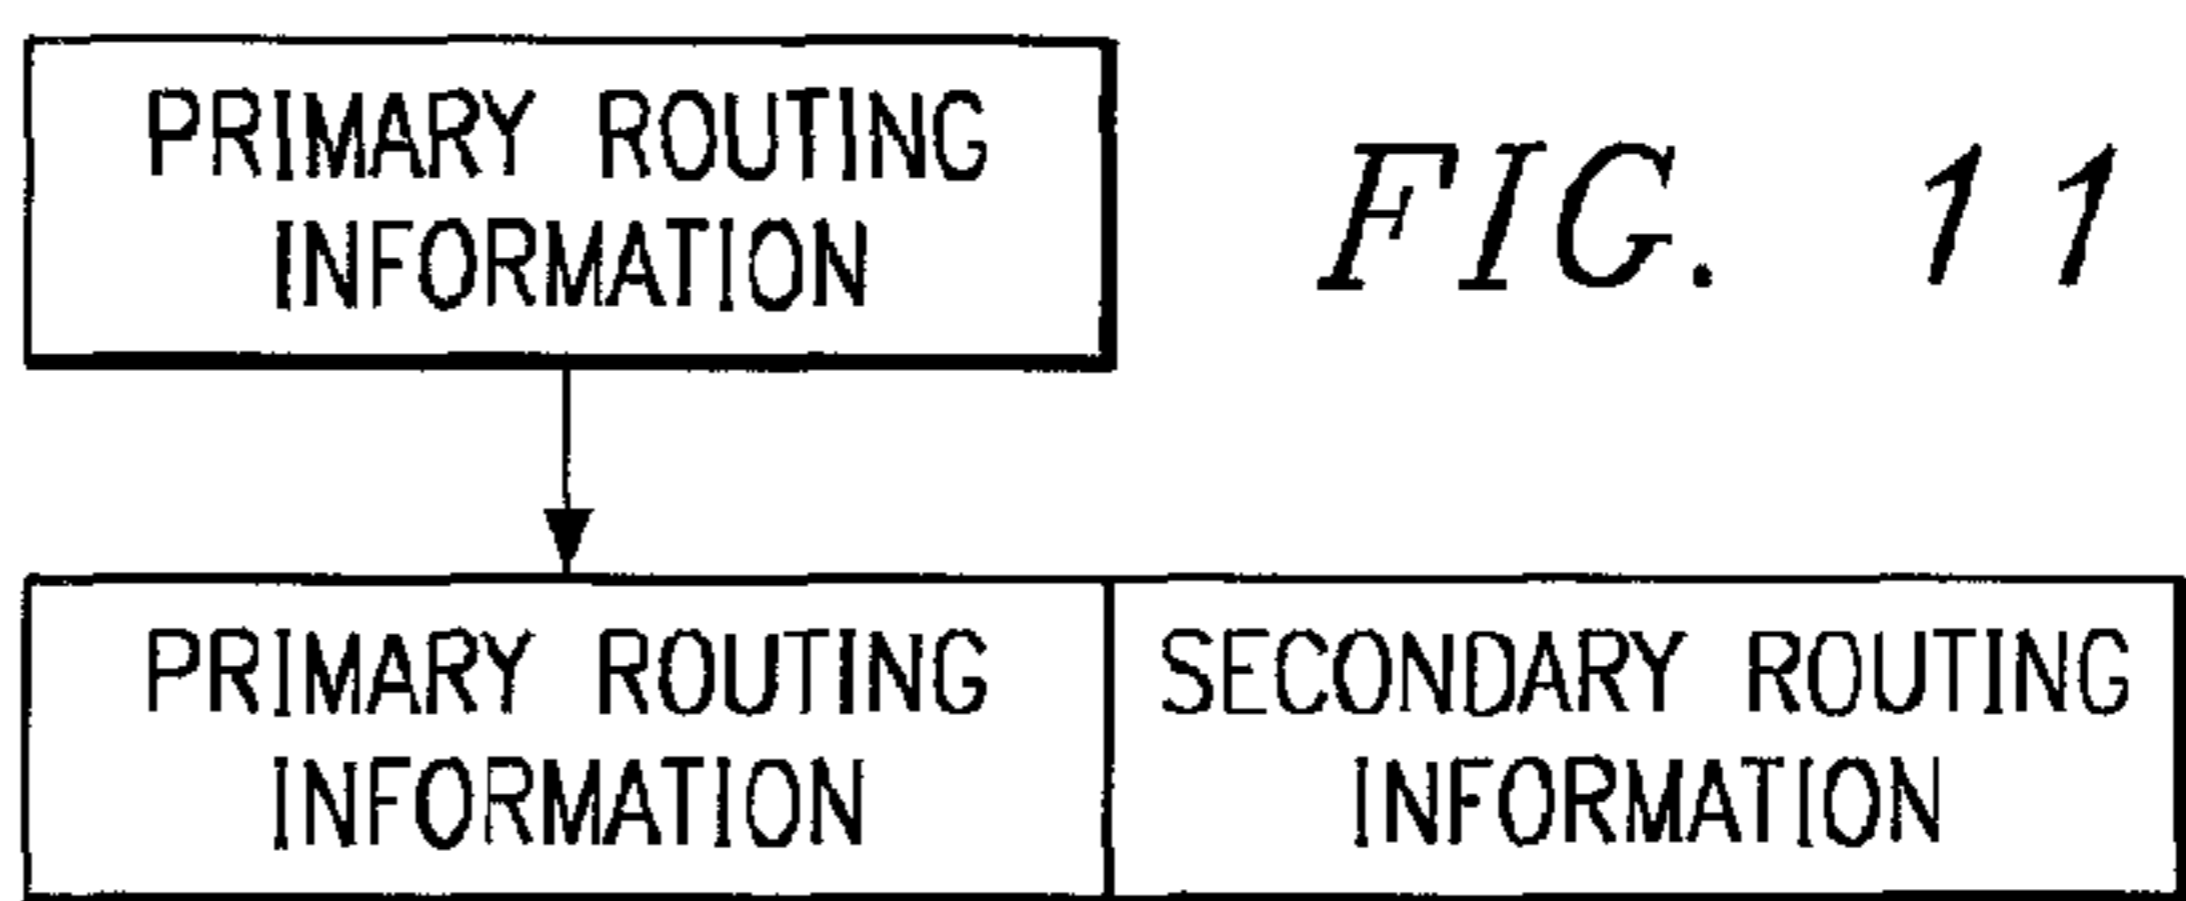 PRIMARY ROUTING
INFORMATION
FIG. 11
PRIMARY ROUTING
INFORMATION
SECONDARY ROUTING
INFORMATION